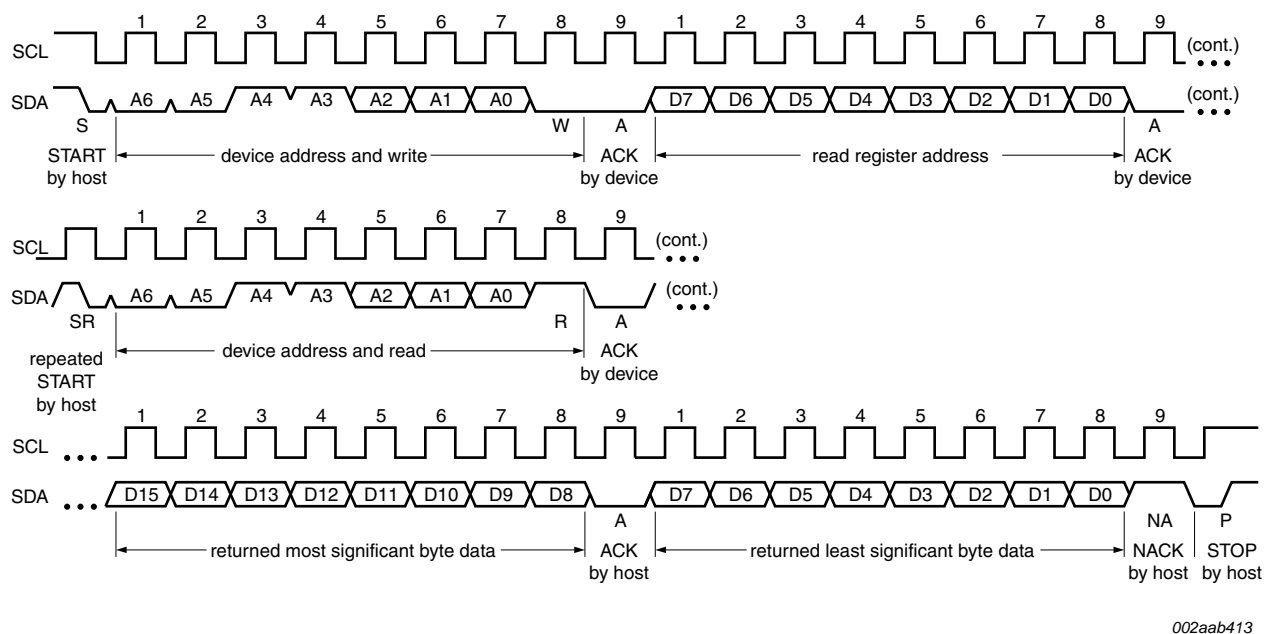 1 2 3 4 5 6 7 8 9 1 2 3 4 5 6 7 8 9
SCL (cont.)
SDA A6 A5 A4 A3 A2 A1 A0 D7 D6 D5 D4 D3 D2 D1 D0 (cont.)
S W A A
START by host
device address and write
ACK by device
read register address
ACK by device
1 2 3 4 5 6 7 8 9
SCL (cont.)
SDA A6 A5 A4 A3 A2 A1 A0 (cont.)
SR R A
repeated START by host
device address and read
ACK by device
1 2 3 4 5 6 7 8 9 1 2 3 4 5 6 7 8 9
SCL
SDA D15 D14 D13 D12 D11 D10 D9 D8 D7 D6 D5 D4 D3 D2 D1 D0
A NA P
returned most significant byte data
ACK by host
returned least significant byte data
NACK by host
STOP by host
002aab413